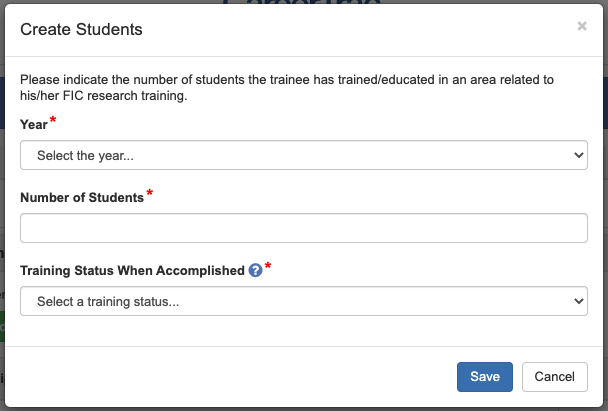 Create Students
×
Please indicate the number of students the trainee has trained/educated in an area related to
his/her FIC research training.
Year*
Select the year...
Number of Students*
Training Status When Accomplished ?*
Select a training status...
Save Cancel